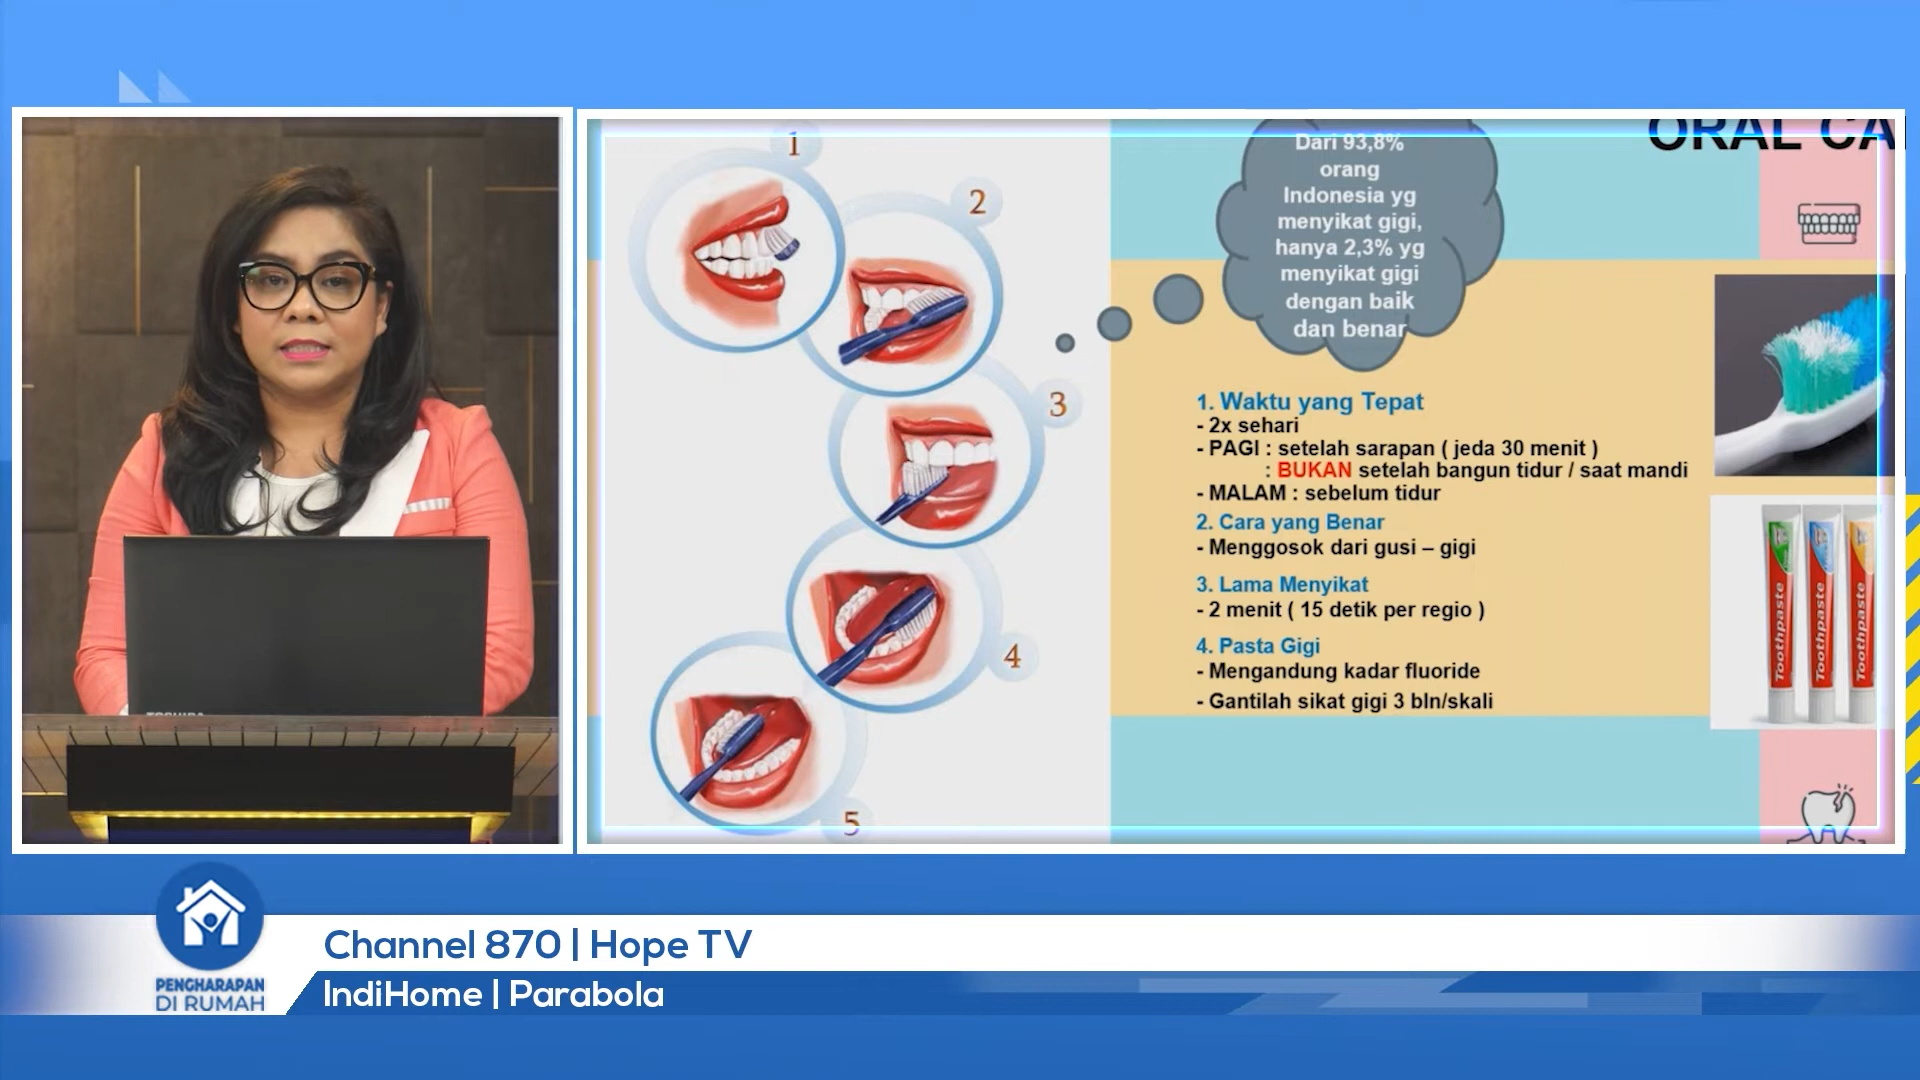 1
2
3
4
5
Dari 93,8%
orang
Indonesia yg
menyikat gigi,
hanya 2,3% yg
menyikat gigi
dengan baik
dan benar
ORAL CA
1. Waktu yang Tepat
- 2x sehari
- PAGI : setelah sarapan ( jeda 30 menit )
: BUKAN setelah bangun tidur / saat mandi
- MALAM : sebelum tidur
2. Cara yang Benar
- Menggosok dari gusi – gigi
3. Lama Menyikat
- 2 menit ( 15 detik per regio )
4. Pasta Gigi
- Mengandung kadar fluoride
- Gantilah sikat gigi 3 bln/skali
Toothpaste
Toothpaste
Toothpaste
TOSHIBA
PENGHARAPAN
DI RUMAH
Channel 870 | Hope TV
IndiHome | Parabola